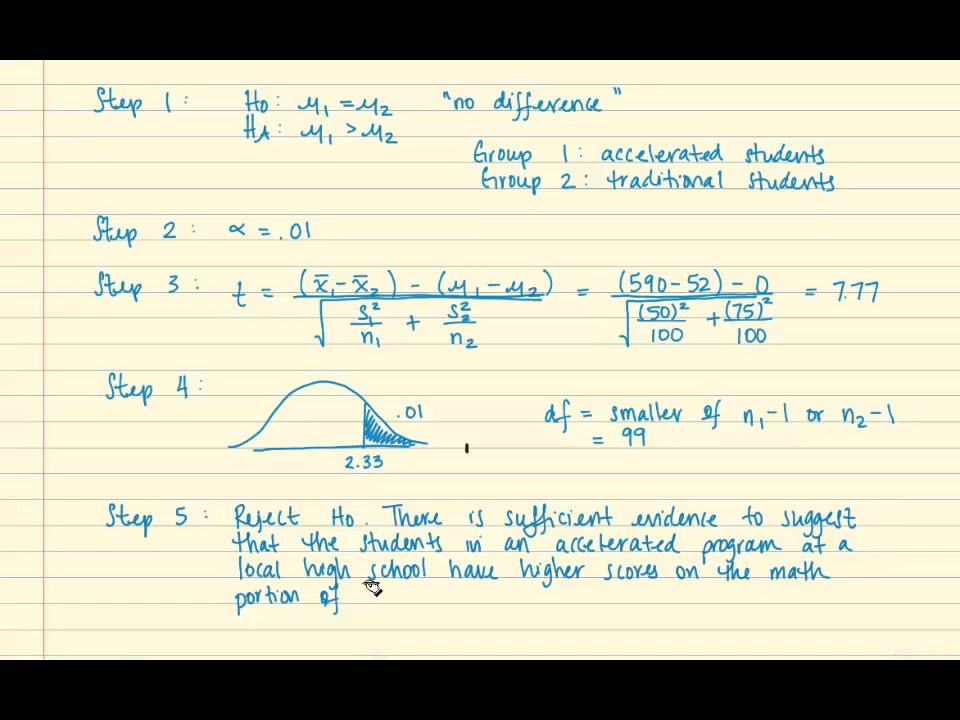 Step 1: H0: μ1 = μ2 "no difference"
HA: μ1 > μ2
Group 1: accelerated students
Group 2: traditional students
Step 2: α = .01
Step 3: t = (x̄1 - x̄2) - (μ1 - μ2) / √(s1²/n1 + s2²/n2) = (590 - 52) - 0 / √((50)²/100 + (75)²/100) = 7.77
Step 4: .01
df = smaller of n1-1 or n2-1
= 99
2.33
Step 5: Reject H0. There is sufficient evidence to suggest
that the students in an accelerated program at a
local high school have higher scores on the math
portion of